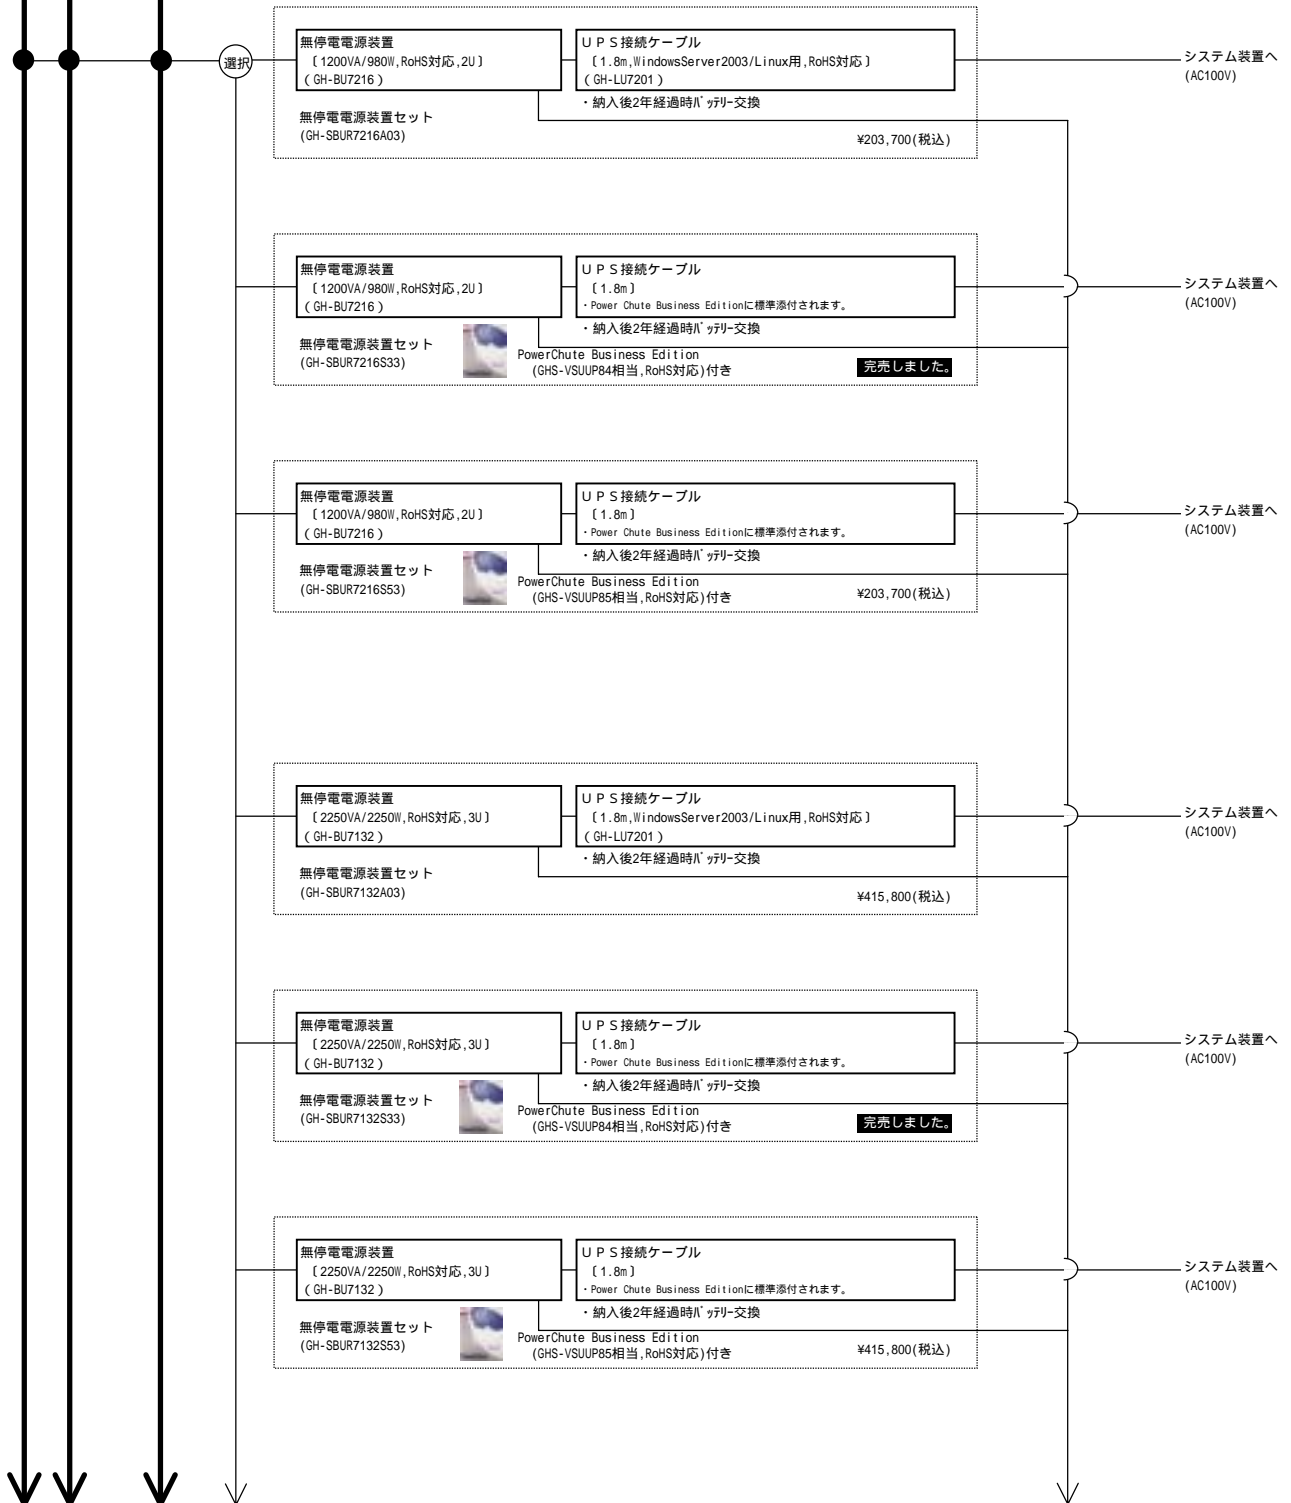 選択
無停電電源装置
〔1200VA/980W,RoHS対応,2U〕
(GH-BU7216)
UPS接続ケーブル
〔1.8m,WindowsServer2003/Linux用,RoHS対応〕
(GH-LU7201)
システム装置へ
(AC100V)
・納入後2年経過時バッテリー交換
無停電電源装置セット
(GH-SBUR7216A03)
¥203,700(税込)
無停電電源装置
〔1200VA/980W,RoHS対応,2U〕
(GH-BU7216)
UPS接続ケーブル
〔1.8m〕
・Power Chute Business Editionに標準添付されます。
システム装置へ
(AC100V)
・納入後2年経過時バッテリー交換
無停電電源装置セット
(GH-SBUR7216S33)
PowerChute Business Edition
(GHS-VSUUP84相当,RoHS対応)付き
完売しました。
無停電電源装置
〔1200VA/980W,RoHS対応,2U〕
(GH-BU7216)
UPS接続ケーブル
〔1.8m〕
・Power Chute Business Editionに標準添付されます。
システム装置へ
(AC100V)
・納入後2年経過時バッテリー交換
無停電電源装置セット
(GH-SBUR7216S53)
PowerChute Business Edition
(GHS-VSUUP85相当,RoHS対応)付き
¥203,700(税込)
無停電電源装置
〔2250VA/2250W,RoHS対応,3U〕
(GH-BU7132)
UPS接続ケーブル
〔1.8m,WindowsServer2003/Linux用,RoHS対応〕
(GH-LU7201)
システム装置へ
(AC100V)
・納入後2年経過時バッテリー交換
無停電電源装置セット
(GH-SBUR7132A03)
¥415,800(税込)
無停電電源装置
〔2250VA/2250W,RoHS対応,3U〕
(GH-BU7132)
UPS接続ケーブル
〔1.8m〕
・Power Chute Business Editionに標準添付されます。
システム装置へ
(AC100V)
・納入後2年経過時バッテリー交換
無停電電源装置セット
(GH-SBUR7132S33)
PowerChute Business Edition
(GHS-VSUUP84相当,RoHS対応)付き
完売しました。
無停電電源装置
〔2250VA/2250W,RoHS対応,3U〕
(GH-BU7132)
UPS接続ケーブル
〔1.8m〕
・Power Chute Business Editionに標準添付されます。
システム装置へ
(AC100V)
・納入後2年経過時バッテリー交換
無停電電源装置セット
(GH-SBUR7132S53)
PowerChute Business Edition
(GHS-VSUUP85相当,RoHS対応)付き
¥415,800(税込)